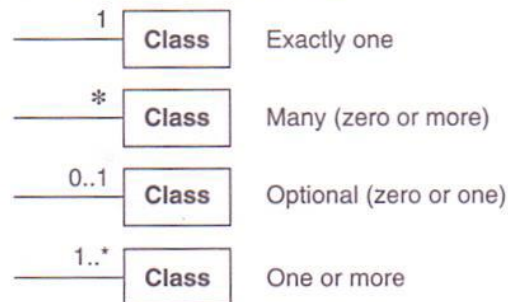 1
Class Exactly one
*
Class Many (zero or more)
0..1
Class Optional (zero or one)
1..*
Class One or more